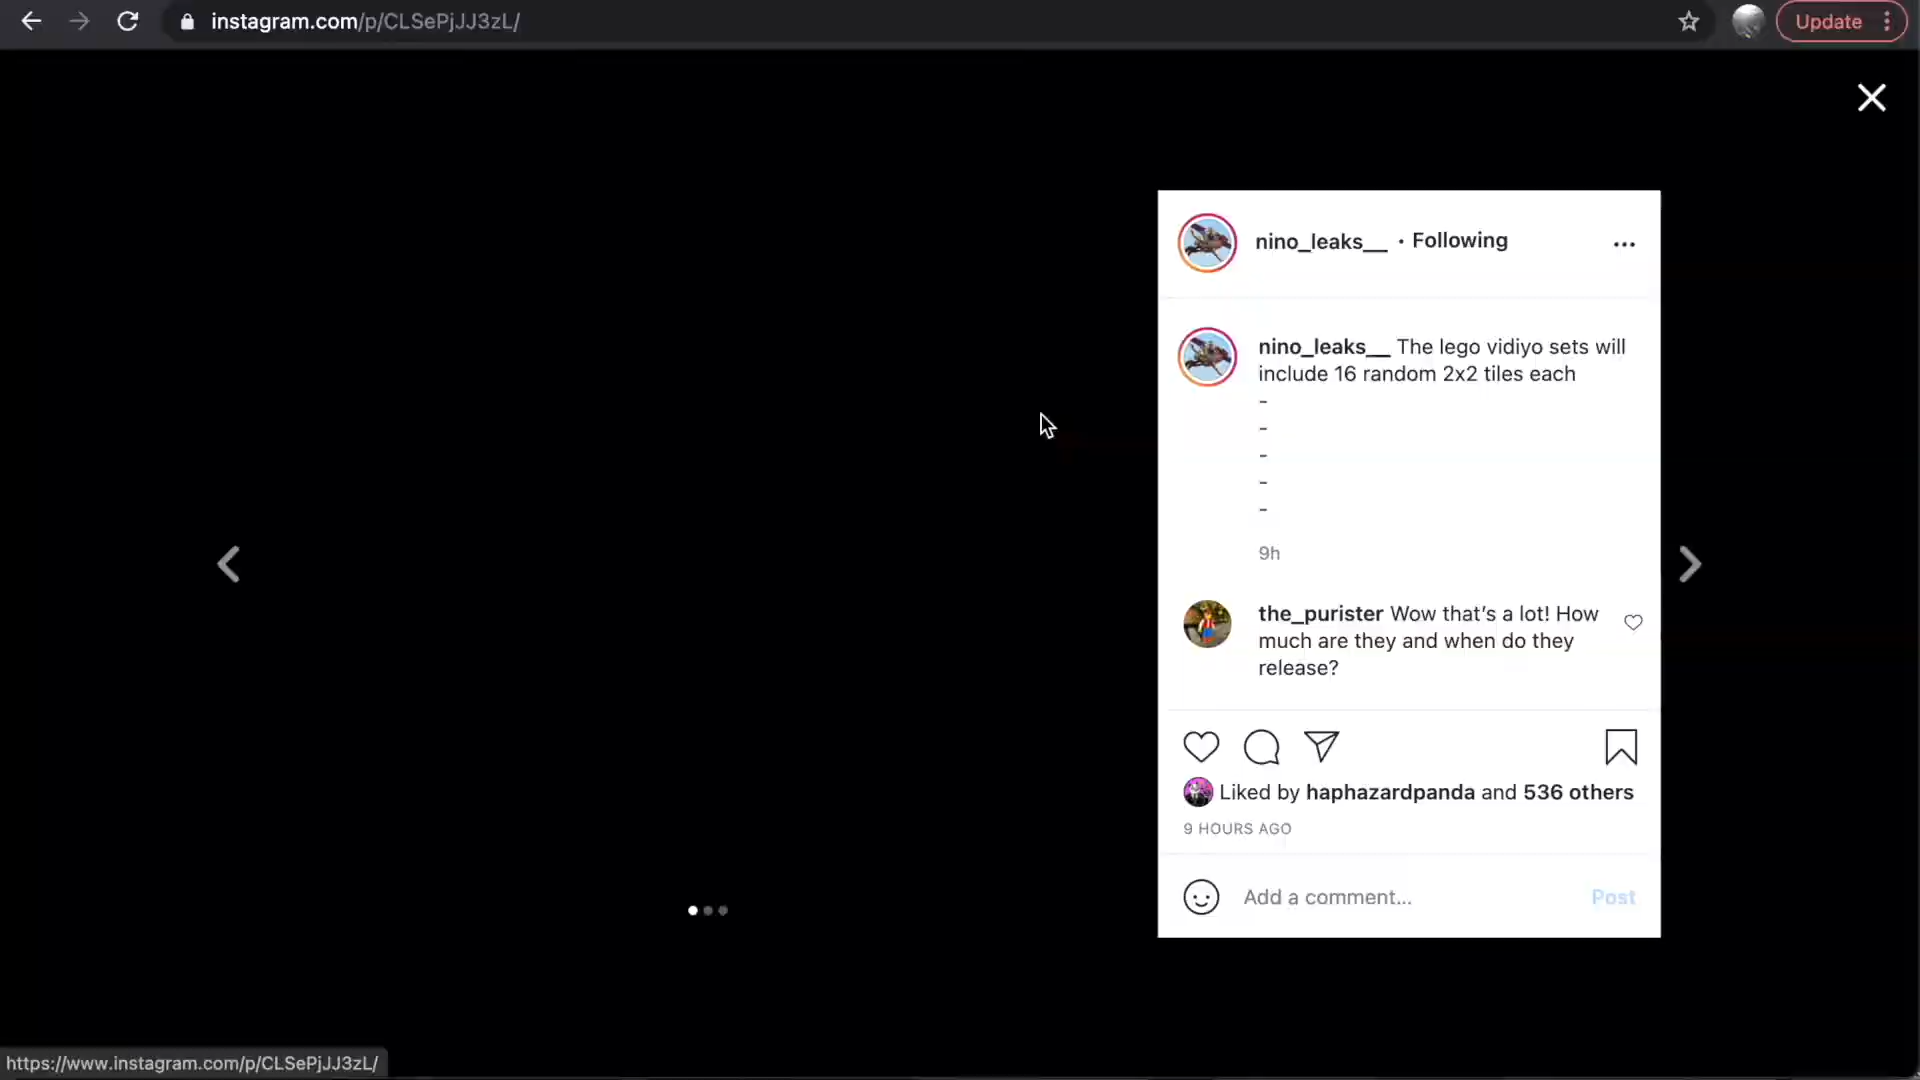 instagram.com/p/CLSePjJJ3zL/
Update
nino_leaks__ • Following
nino_leaks__ The lego vidiyo sets will
include 16 random 2x2 tiles each
-
-
-
-
-
9h
the_purister Wow that's a lot! How
much are they and when do they
release?
Liked by haphazardpanda and 536 others
9 HOURS AGO
Add a comment...
Post
https://www.instagram.com/p/CLSePjJJ3zL/